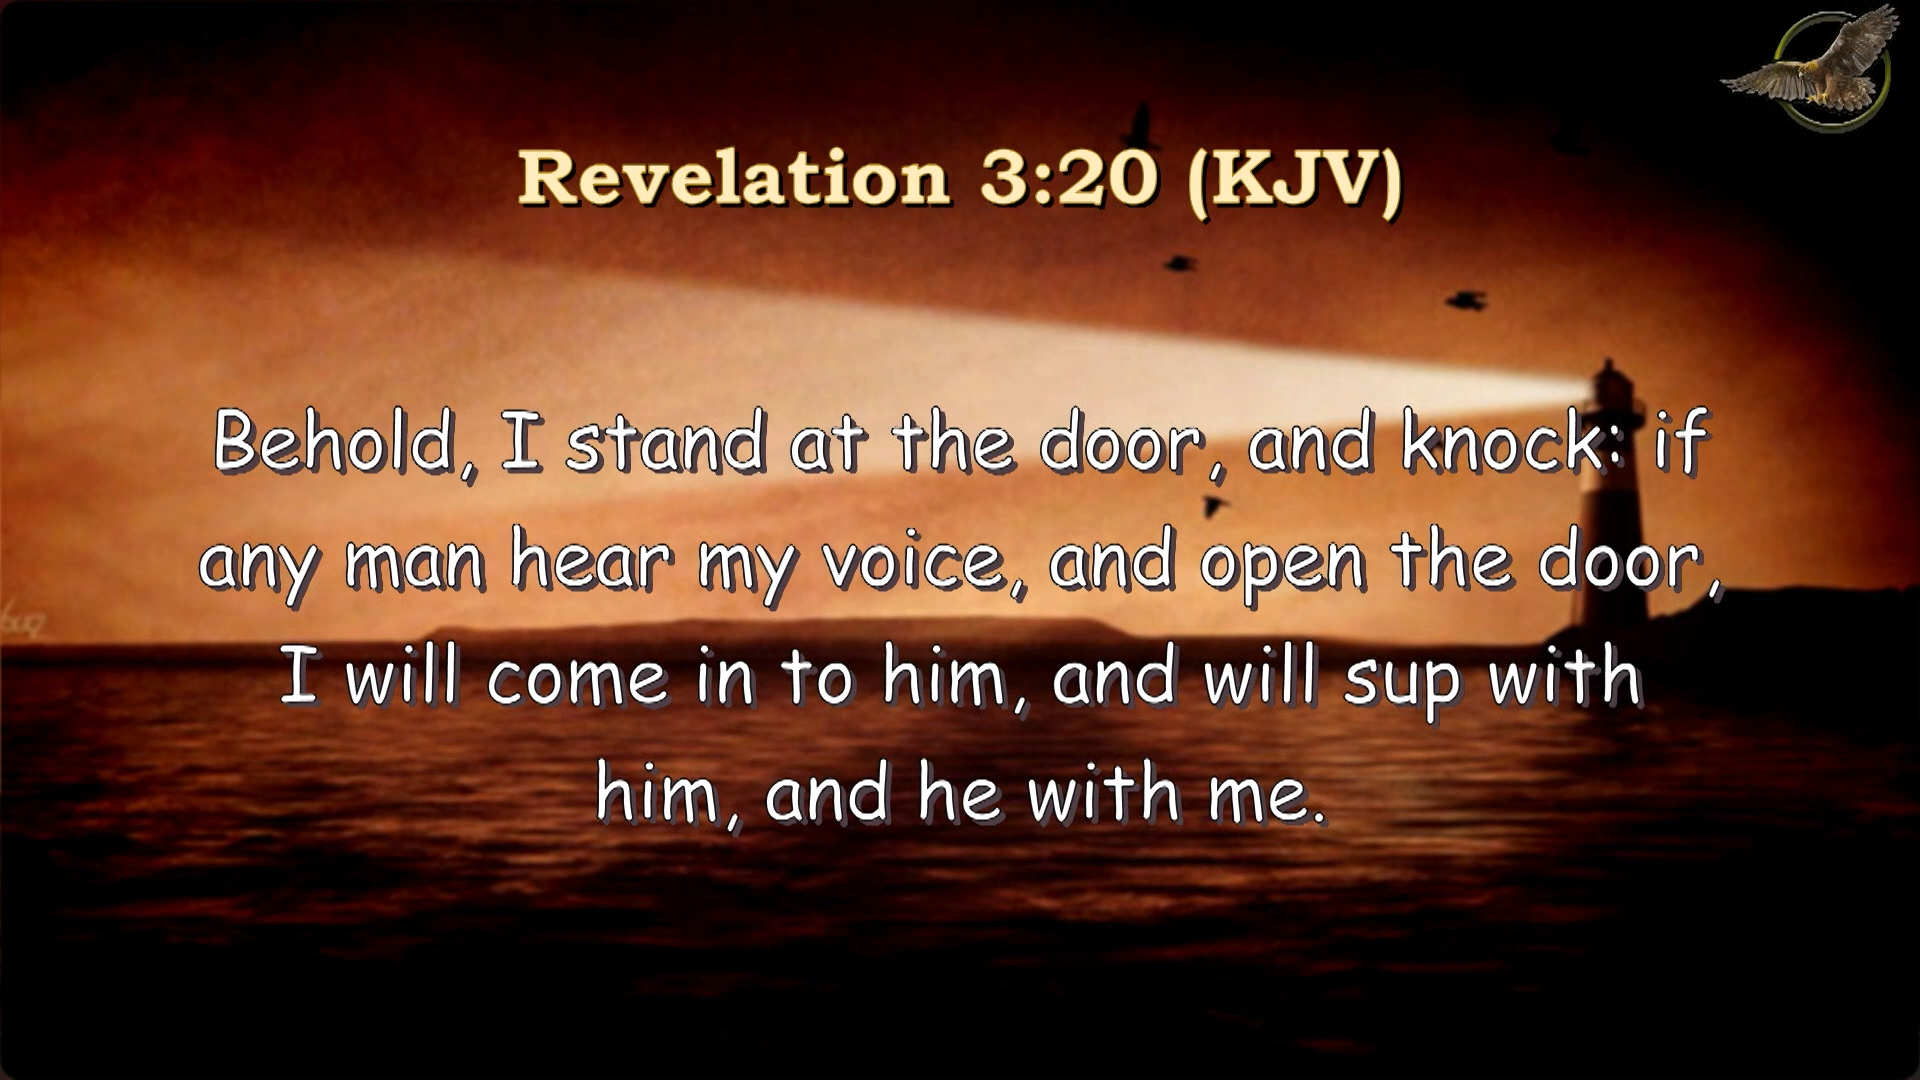 Revelation 3:20 (KJV)
Behold, I stand at the door, and knock: if
any man hear my voice, and open the door,
I will come in to him, and will sup with
him, and he with me.